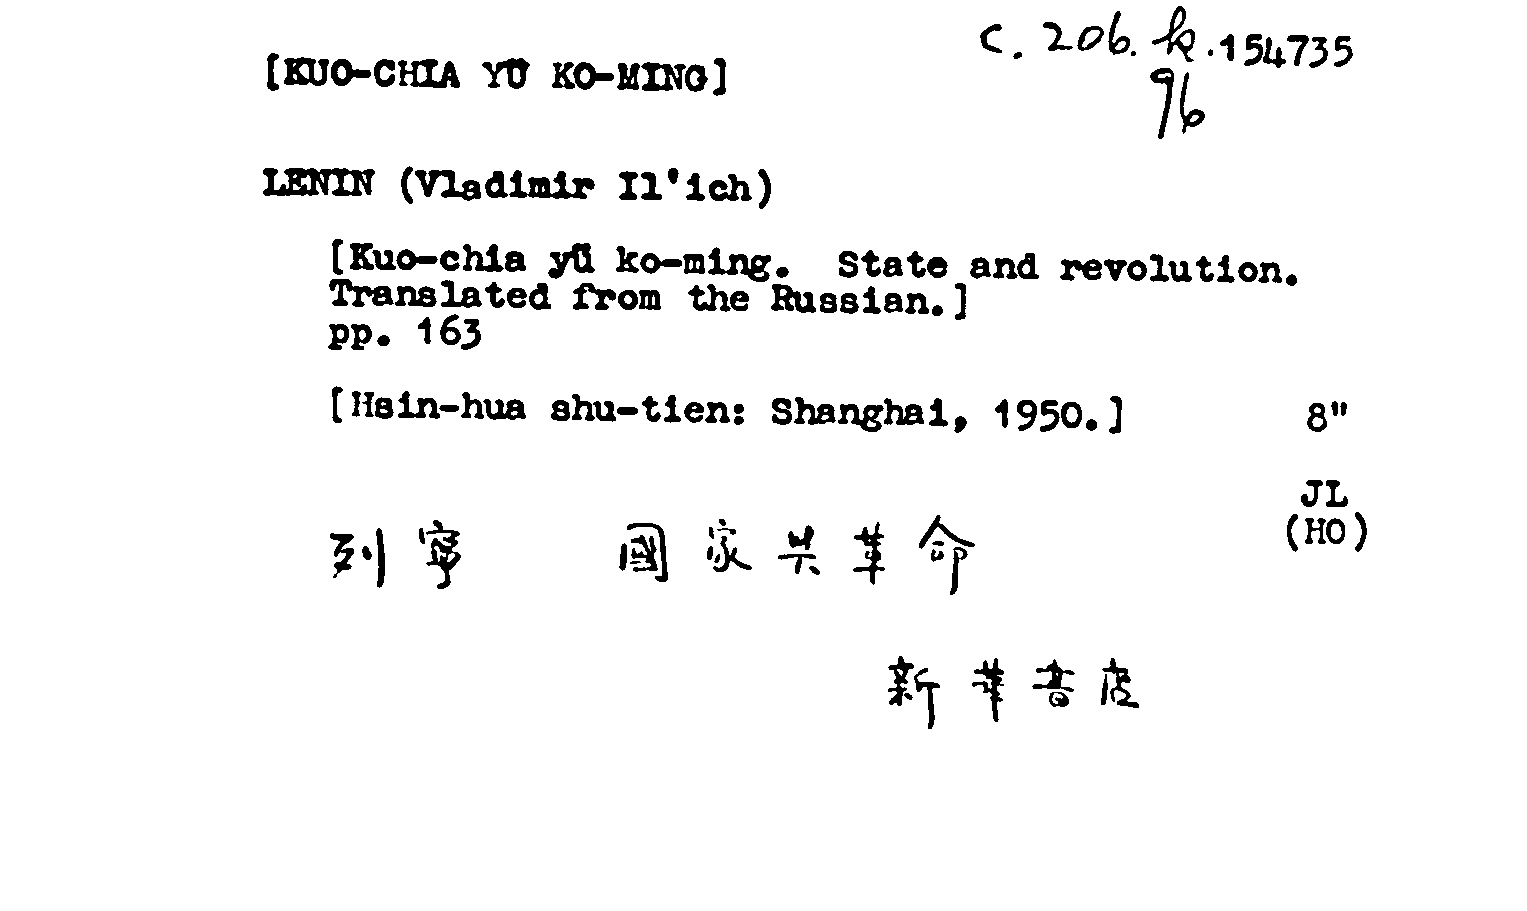 [KUO-CHIA YÜ KO-MING]
c. 206. k. 154735
96
LENIN (Vladimir Il'ich)
[Kuo-chia yü ko-ming. State and revolution.
Translated from the Russian.]
pp. 163
[Hsin-hua shu-tien: Shanghai, 1950.] 8"
JL
(HO)
列寧 國家與革命
新華書店